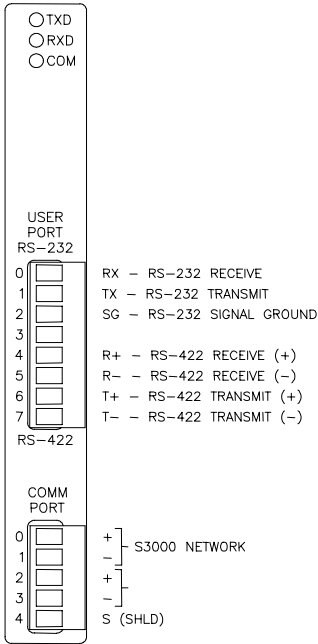 TXD
RXD
COM
USER
PORT
RS-232
0 RX - RS-232 RECEIVE
1 TX - RS-232 TRANSMIT
2 SG - RS-232 SIGNAL GROUND
3
4 R+ - RS-422 RECEIVE (+)
5 R- - RS-422 RECEIVE (-)
6 T+ - RS-422 TRANSMIT (+)
7 T- - RS-422 TRANSMIT (-)
RS-422
COMM
PORT
0 +
S3000 NETWORK
1 -
2 +
3 -
4 S (SHLD)